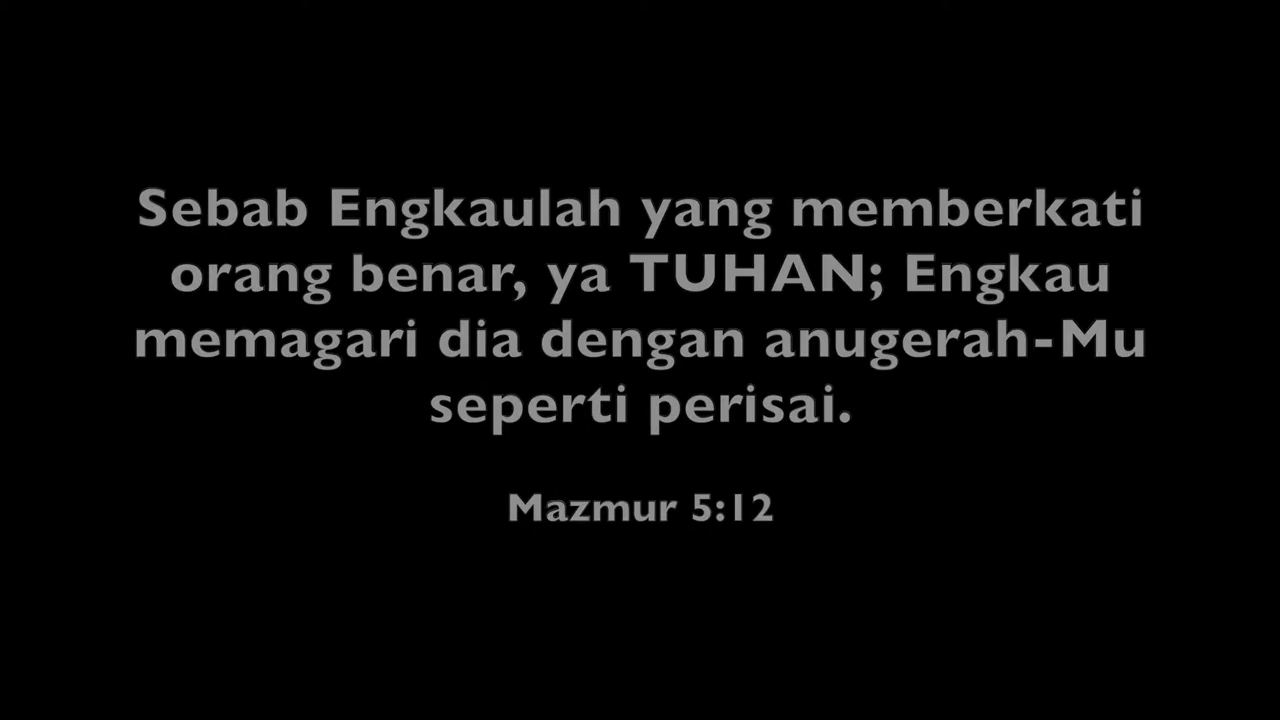 Sebab Engkaulah yang memberkati
orang benar, ya TUHAN; Engkau
memagari dia dengan anugerah-Mu
seperti perisai.
Mazmur 5:12